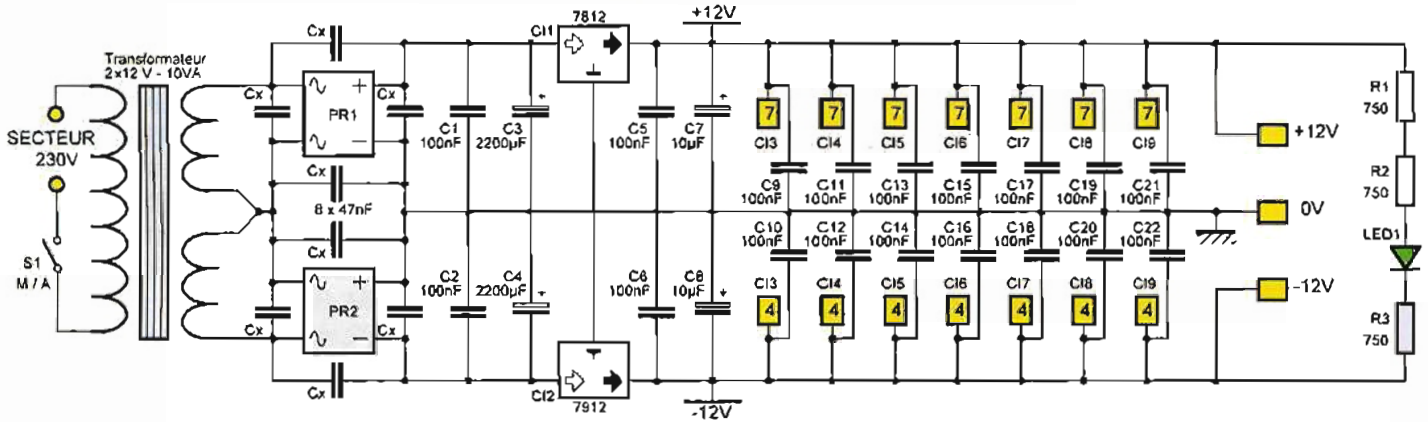 Transformateur
2x12 V - 10VA
SECTEUR
230V
S1
M / A
Cx
Cx
Cx
PR1
Cx
8 x 47nF
Cx
PR2
Cx
Cx
Cx
+
–
+
–
C1
100nF
C3
2200µF
+
C2
100nF
C4
2200µF
+
CI1
7812
CI2
7912
C5
100nF
C7
10µF
+
C6
100nF
C8
10µF
+
+12V
-12V
7
7
7
7
7
7
7
CI3
CI4
CI5
CI6
CI7
CI8
CI9
C9
100nF
C11
100nF
C13
100nF
C15
100nF
C17
100nF
C19
100nF
C21
100nF
C10
100nF
C12
100nF
C14
100nF
C16
100nF
C18
100nF
C20
100nF
C22
100nF
CI3
CI4
CI5
CI6
CI7
CI8
CI9
4
4
4
4
4
4
4
+12V
0V
-12V
R1
750
R2
750
LED1
R3
750